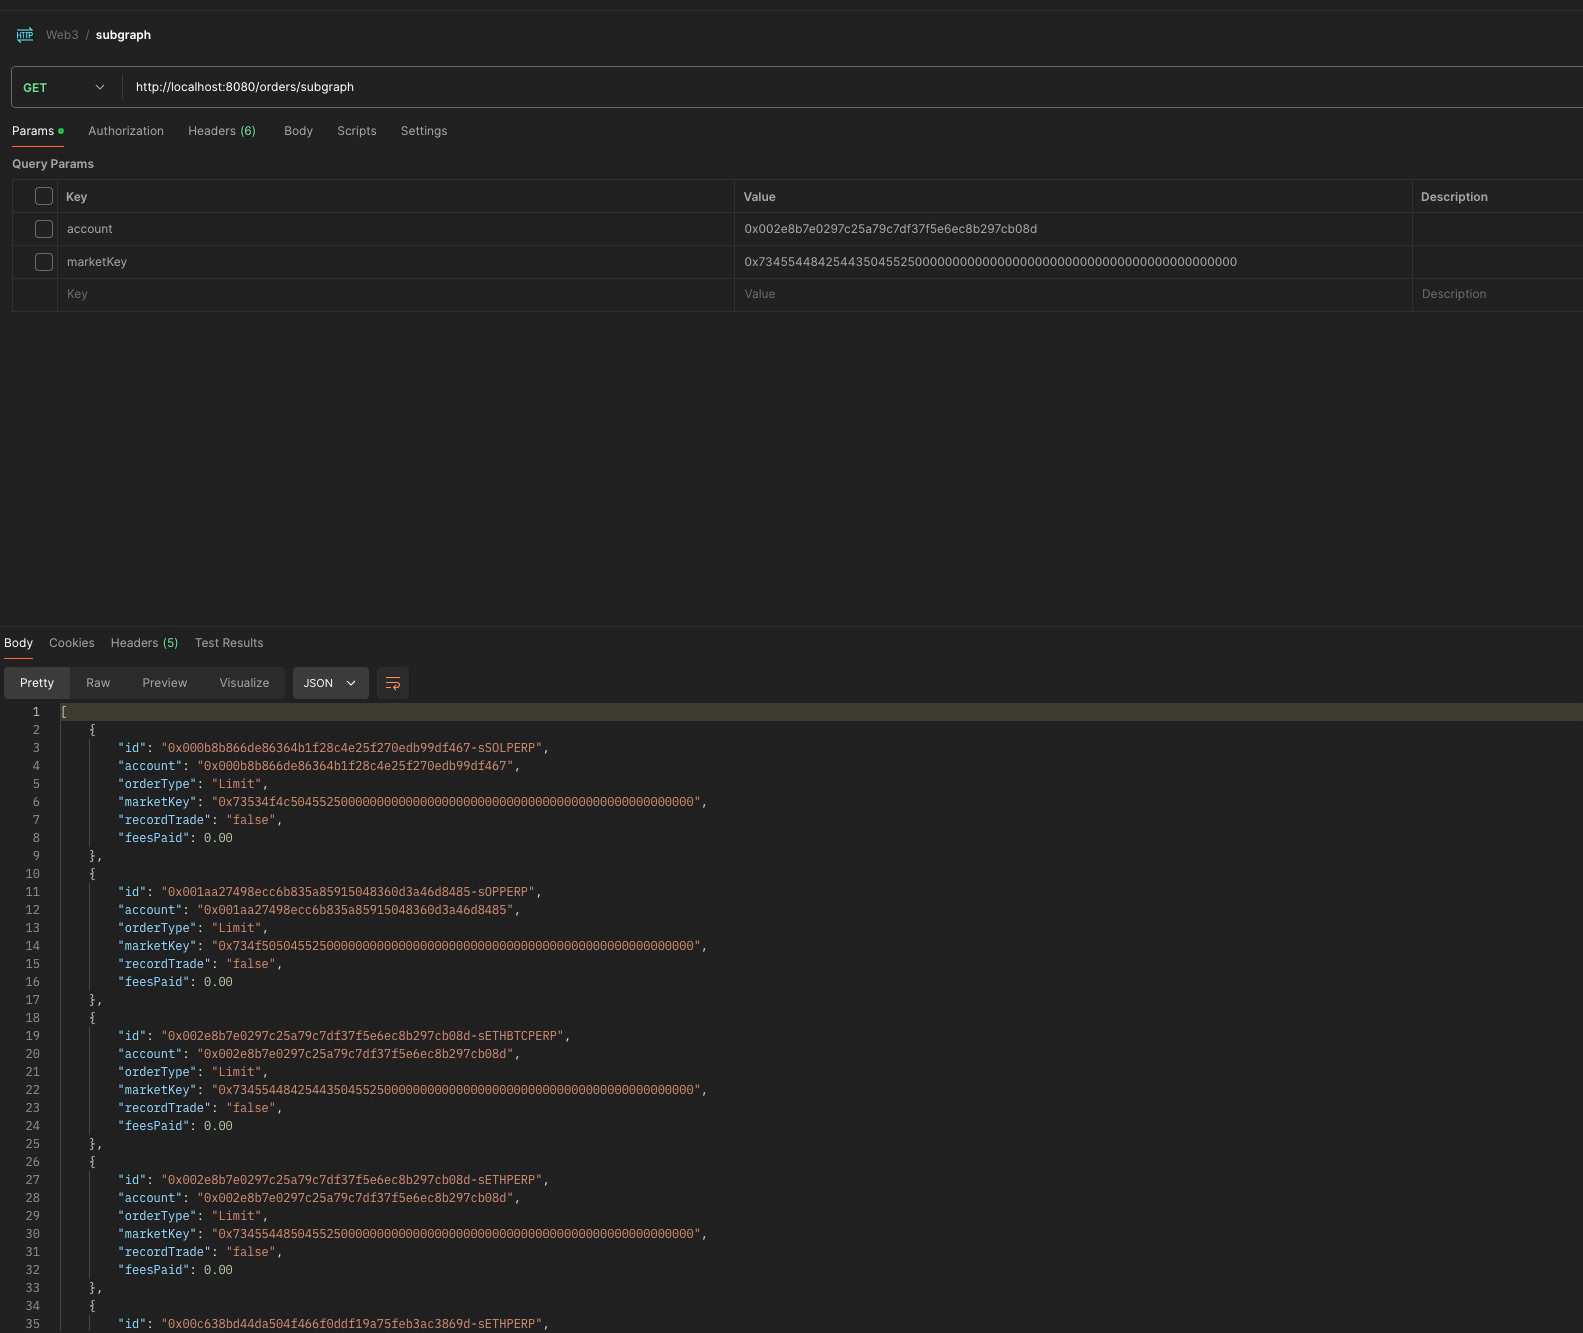 HTTP Web3 / subgraph
GET http://localhost:8080/orders/subgraph
Params Authorization Headers (6) Body Scripts Settings
Query Params
Key Value Description
account 0x002e8b7e0297c25a79c7df37f5e6ec8b297cb08d
marketKey 0x7345544842544350455250000000000000000000000000000000000000000000
Key Value Description
Body Cookies Headers (5) Test Results
Pretty Raw Preview Visualize JSON
1 [
2 {
3 "id": "0x000b8b866de86364b1f28c4e25f270edb99df467-sSOLPERP",
4 "account": "0x000b8b866de86364b1f28c4e25f270edb99df467",
5 "orderType": "Limit",
6 "marketKey": "0x73534f4c50455250000000000000000000000000000000000000000000000000",
7 "recordTrade": "false",
8 "feesPaid": 0.00
9 },
10 {
11 "id": "0x001aa27498ecc6b835a85915048360d3a46d8485-sOPPERP",
12 "account": "0x001aa27498ecc6b835a85915048360d3a46d8485",
13 "orderType": "Limit",
14 "marketKey": "0x734f505045525000000000000000000000000000000000000000000000000000",
15 "recordTrade": "false",
16 "feesPaid": 0.00
17 },
18 {
19 "id": "0x002e8b7e0297c25a79c7df37f5e6ec8b297cb08d-sETHBTCPERP",
20 "account": "0x002e8b7e0297c25a79c7df37f5e6ec8b297cb08d",
21 "orderType": "Limit",
22 "marketKey": "0x7345544842544350455250000000000000000000000000000000000000000000",
23 "recordTrade": "false",
24 "feesPaid": 0.00
25 },
26 {
27 "id": "0x002e8b7e0297c25a79c7df37f5e6ec8b297cb08d-sETHPERP",
28 "account": "0x002e8b7e0297c25a79c7df37f5e6ec8b297cb08d",
29 "orderType": "Limit",
30 "marketKey": "0x7345544850455250000000000000000000000000000000000000000000000000",
31 "recordTrade": "false",
32 "feesPaid": 0.00
33 },
34 {
35 "id": "0x00c638bd44da504f466f0ddf19a75feb3ac3869d-sETHPERP",